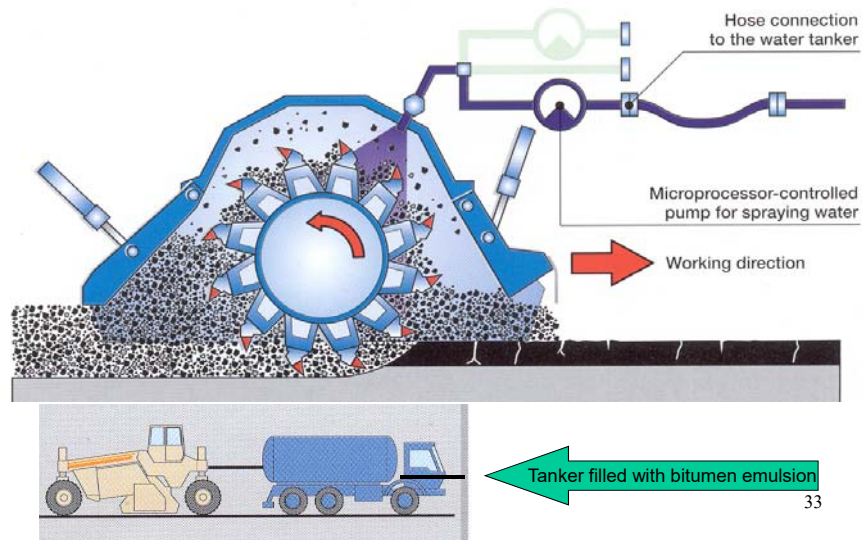 Hose connection
to the water tanker
Microprocessor-controlled
pump for spraying water
Working direction
Tanker filled with bitumen emulsion
33